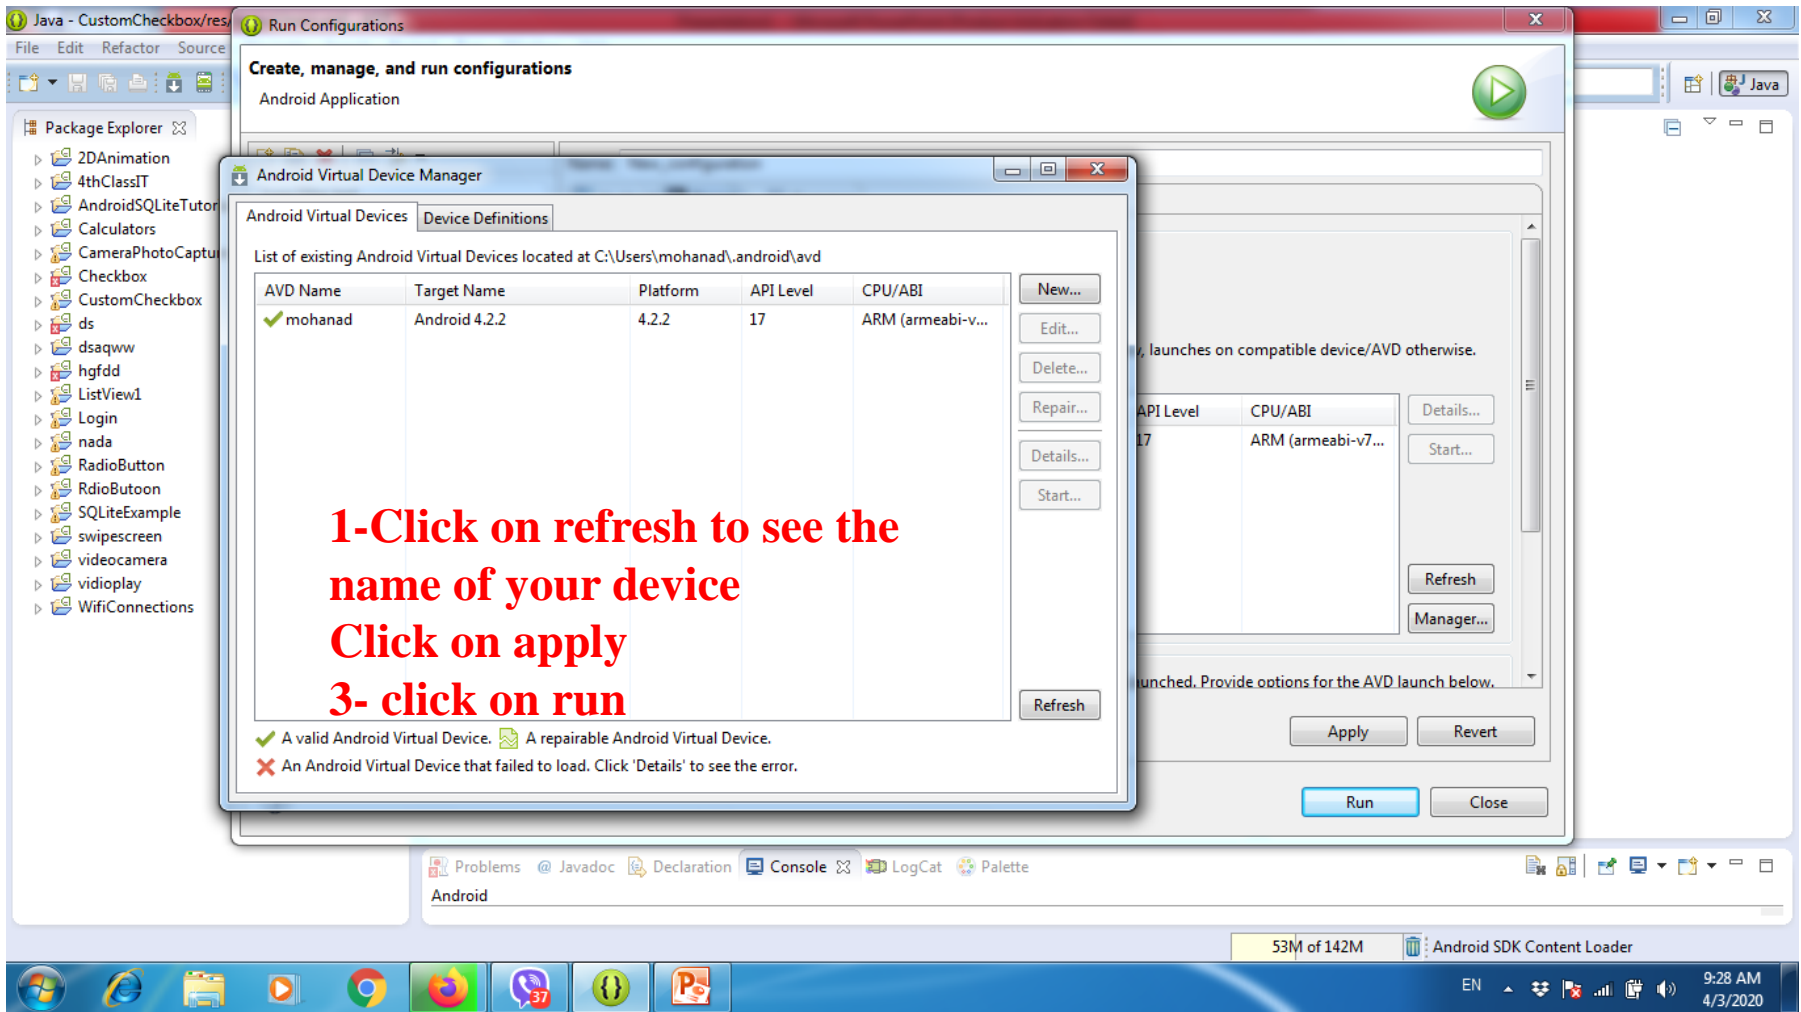 Java - CustomCheckbox/res/
Run Configurations
File Edit Refactor Source
Create, manage, and run configurations
Android Application
Java
Package Explorer
2DAnimation
4thClassIT
AndroidSQLiteTutor
Calculators
CameraPhotoCaptu
Checkbox
CustomCheckbox
ds
dsaqww
hgfdd
ListView1
Login
nada
RadioButton
RdioButoon
SQLiteExample
swipescreen
videocamera
vidioplay
WifiConnections
Android Virtual Device Manager
Android Virtual Devices Device Definitions
List of existing Android Virtual Devices located at C:\Users\mohanad\.android\avd
AVD Name Target Name Platform API Level CPU/ABI
mohanad Android 4.2.2 4.2.2 17 ARM (armeabi-v...
New...
Edit...
Delete...
Repair...
Details...
Start...
Refresh
1-Click on refresh to see the
name of your device
Click on apply
3- click on run
A valid Android Virtual Device. A repairable Android Virtual Device.
An Android Virtual Device that failed to load. Click 'Details' to see the error.
, launches on compatible device/AVD otherwise.
API Level CPU/ABI
17 ARM (armeabi-v7...
Details...
Start...
Refresh
Manager...
unched. Provide options for the AVD launch below.
Apply Revert
Run Close
Problems @ Javadoc Declaration Console LogCat Palette
Android
53M of 142M Android SDK Content Loader
37
EN
9:28 AM
4/3/2020